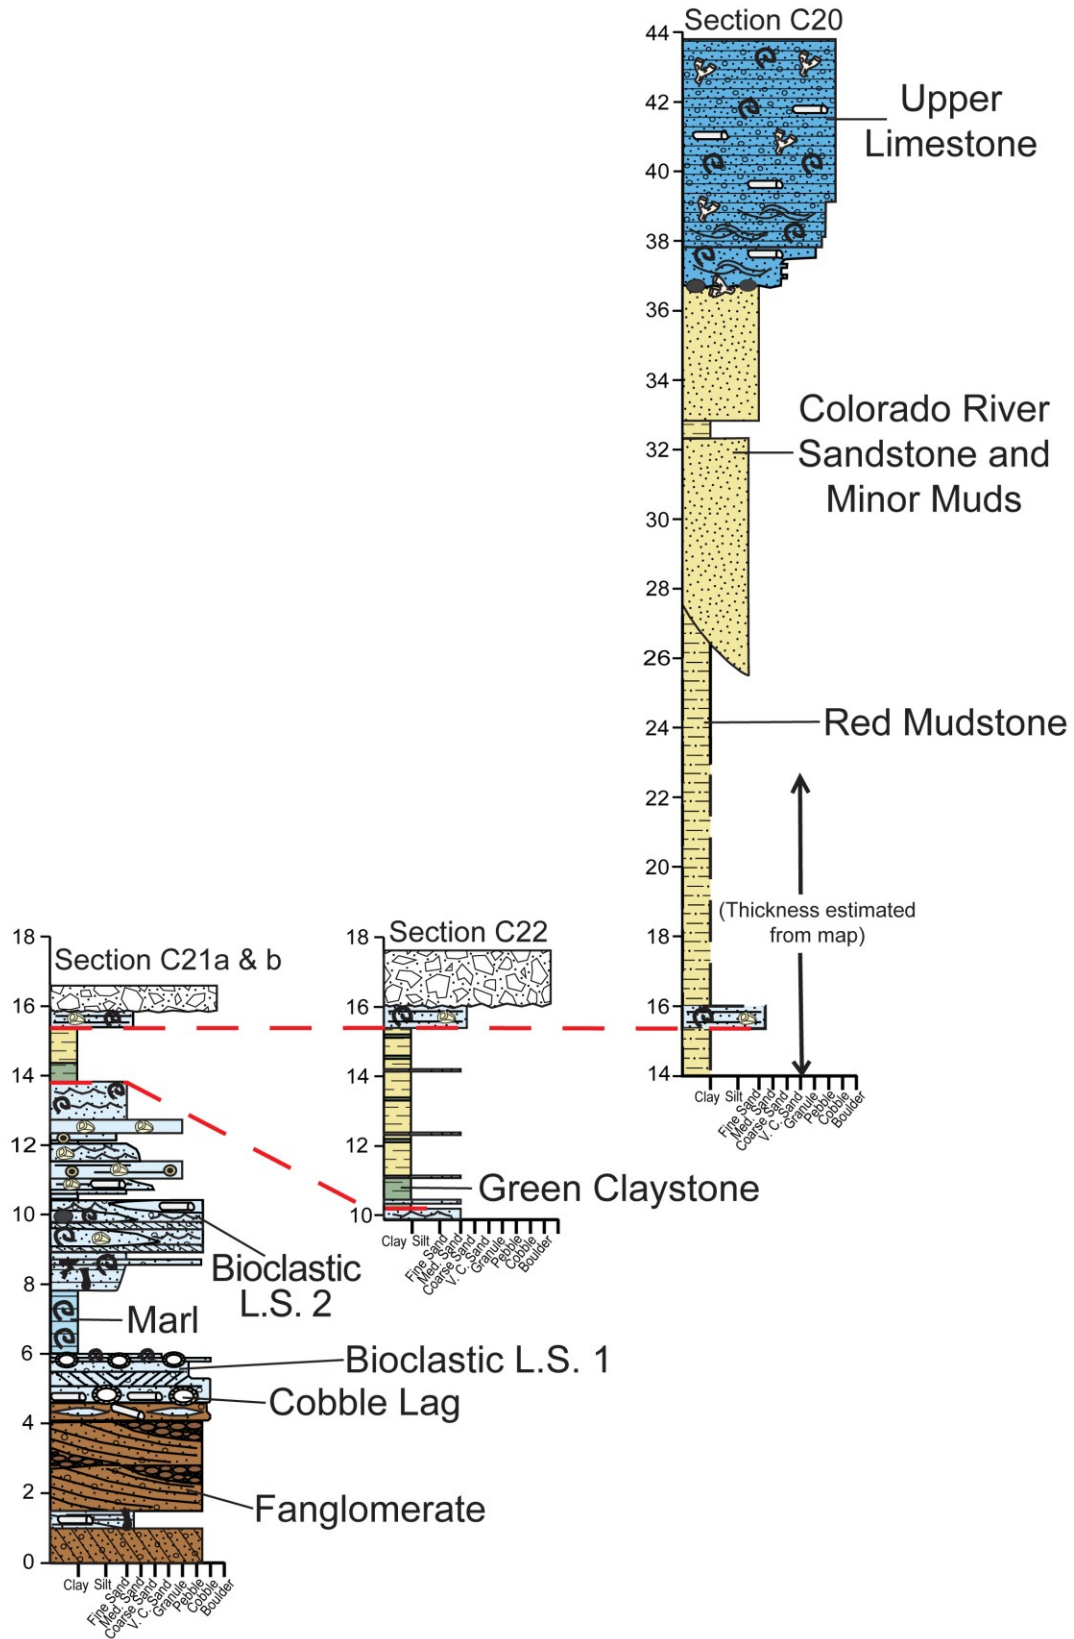 Section C20
44
42
40
38
36
34
32
30
28
26
24
22
20
18
16
14
Upper
Limestone
Colorado River
Sandstone and
Minor Muds
Red Mudstone
(Thickness estimated
from map)
Clay
Silt
Fine Sand
Med. Sand
Coarse Sand
V. C. Sand
Granule
Pebble
Cobble
Boulder
Section C21a & b
18
16
14
12
10
8
6
4
2
0
Bioclastic
L.S. 2
Marl
Bioclastic L.S. 1
Cobble Lag
Fanglomerate
Clay
Silt
Fine Sand
Med. Sand
Coarse Sand
V. C. Sand
Granule
Pebble
Cobble
Boulder
Section C22
18
16
14
12
10
Green Claystone
Clay
Silt
Fine Sand
Med. Sand
Coarse Sand
V. C. Sand
Granule
Pebble
Cobble
Boulder